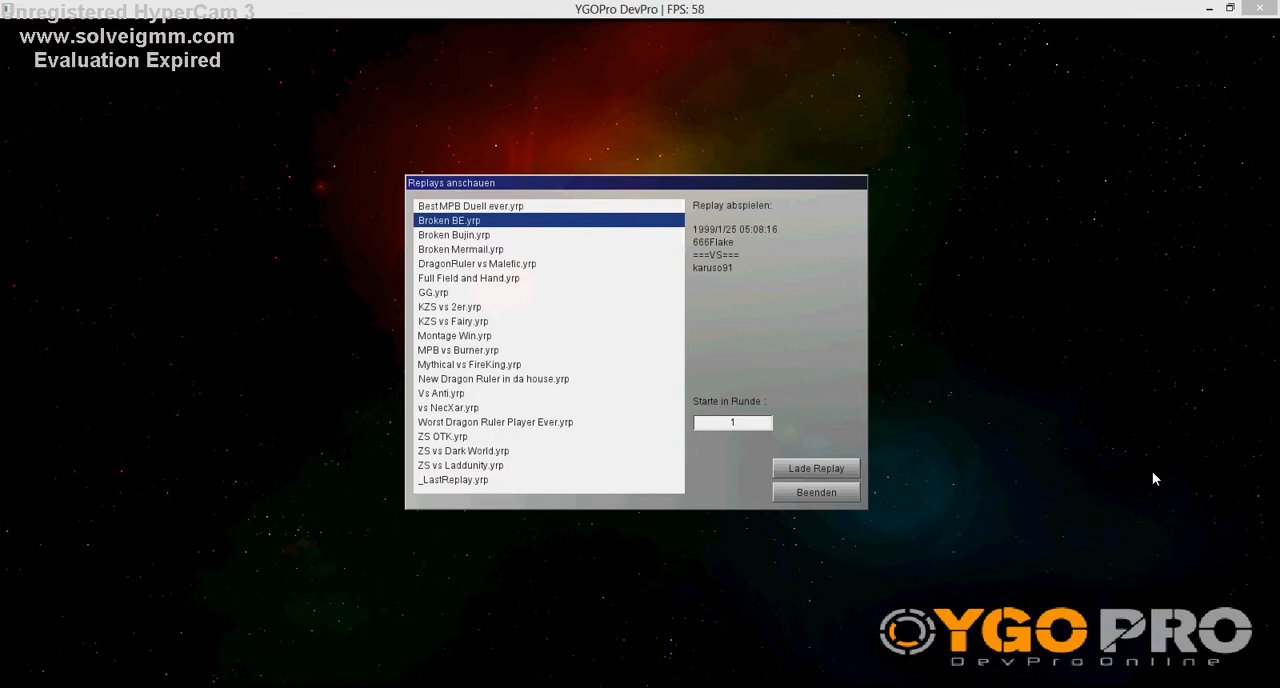 Unregistered HyperCam 3
www.solveigmm.com
Evaluation Expired
YGOPro DevPro | FPS: 58
Replays anschauen
Best MPB Duell ever.yrp
Broken BE.yrp
Broken Bujin.yrp
Broken Mermail.yrp
DragonRuler vs Malefic.yrp
Full Field and Hand.yrp
GG.yrp
KZS vs 2er.yrp
KZS vs Fairy.yrp
Montage Win.yrp
MPB vs Burner.yrp
Mythical vs FireKing.yrp
New Dragon Ruler in da house.yrp
Vs Anti.yrp
vs NecXar.yrp
Worst Dragon Ruler Player Ever.yrp
ZS OTK.yrp
ZS vs Dark World.yrp
ZS vs Laddunity.yrp
_LastReplay.yrp
Replay abspielen:
1999/1/25 05:08:16
666Flake
===VS===
karuso91
Starte in Runde :
1
Lade Replay
Beenden
YGO PRO
DevProOnline